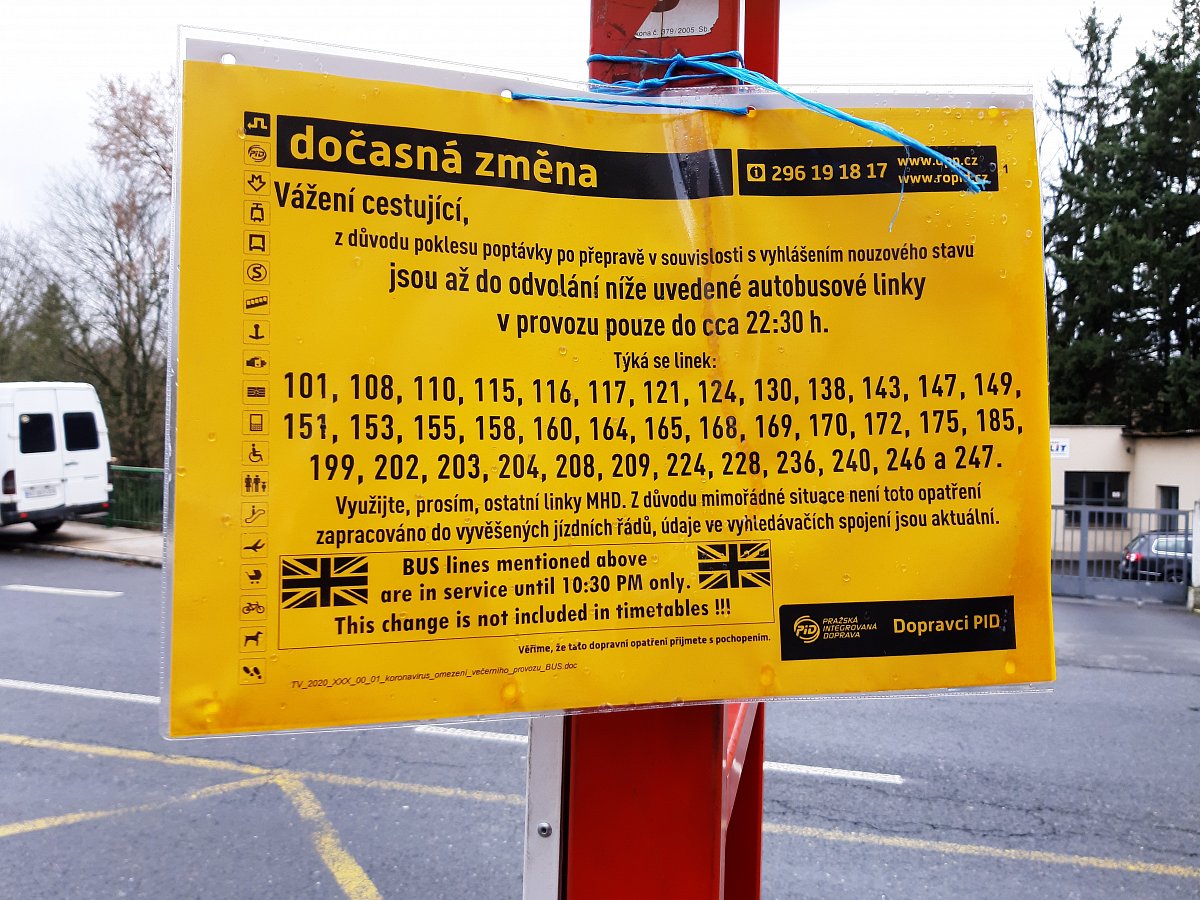 kona č. 379/2005 Sb.
dočasná změna
296 19 18 17
www.dpp.cz
www.ropid.cz
1
Vážení cestující,
z důvodu poklesu poptávky po přepravě v souvislosti s vyhlášením nouzového stavu
jsou až do odvolání níže uvedené autobusové linky
v provozu pouze do cca 22:30 h.
Týká se linek:
101, 108, 110, 115, 116, 117, 121, 124, 130, 138, 143, 147, 149,
151, 153, 155, 158, 160, 164, 165, 168, 169, 170, 172, 175, 185,
199, 202, 203, 204, 208, 209, 224, 228, 236, 240, 246 a 247.
Využijte, prosím, ostatní linky MHD. Z důvodu mimořádné situace není toto opatření
zapracováno do vyvěšených jízdních řádů, údaje ve vyhledávačích spojení jsou aktuální.
BUS lines mentioned above
are in service until 10:30 PM only.
This change is not included in timetables !!!
Věříme, že tato dopravní opatření přijmete s pochopením.
PID PRAŽSKÁ
INTEGROVANÁ
DOPRAVA
Dopravci PID
TV_2020_XXX_00_01_koronavirus_omezení_večerního_provozu_BUS.doc